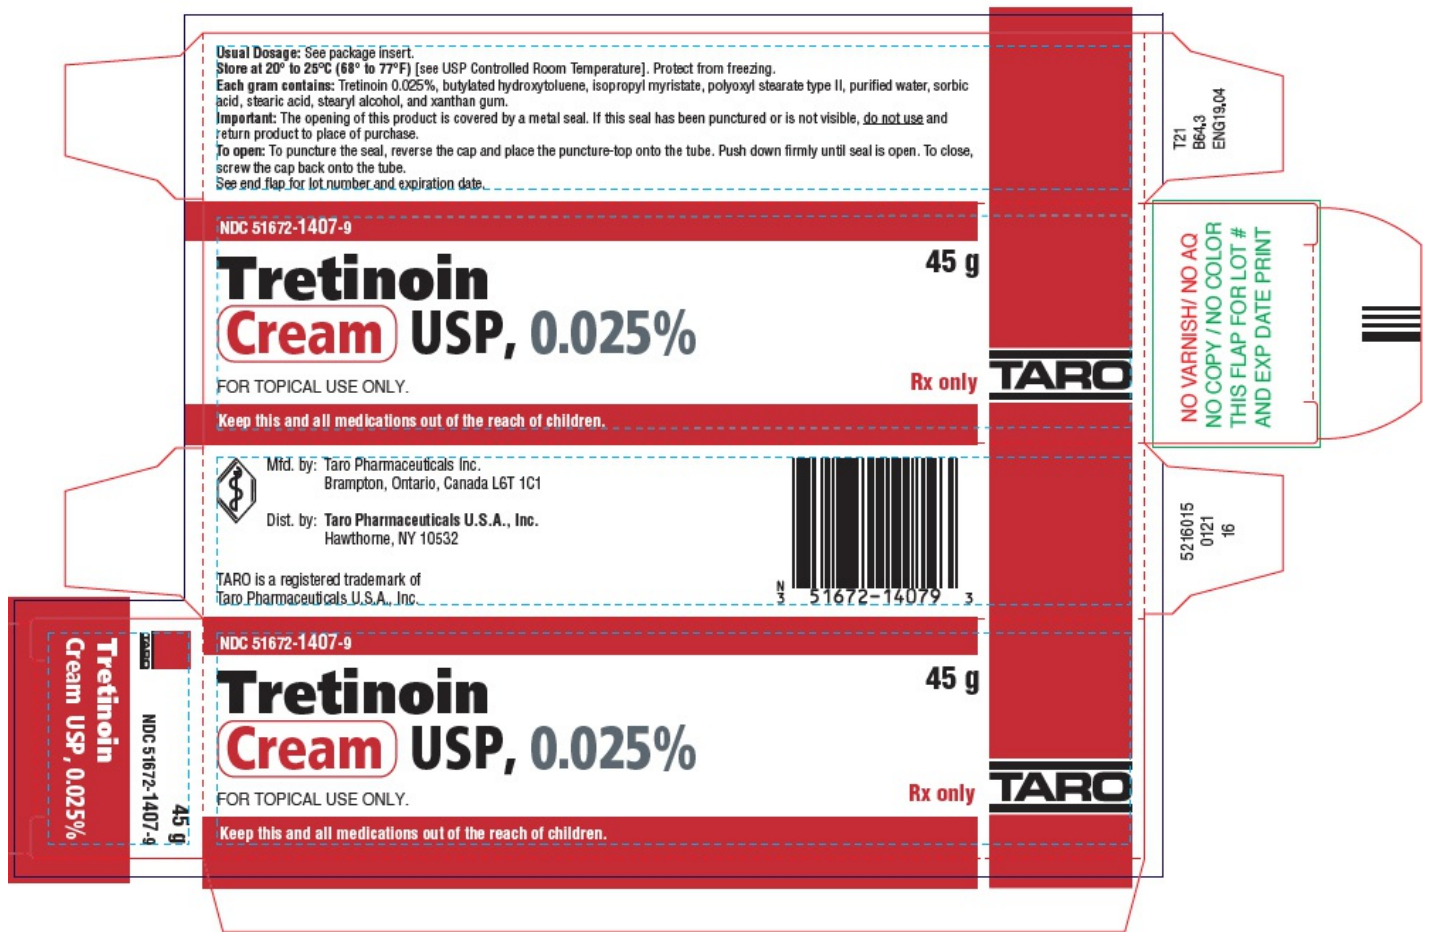 Usual Dosage: See package insert.
Store at 20° to 25°C (68° to 77°F) [see USP Controlled Room Temperature]. Protect from freezing.
Each gram contains: Tretinoin 0.025%, butylated hydroxytoluene, isopropyl myristate, polyoxyl stearate type II, purified water, sorbic
acid, stearic acid, stearyl alcohol, and xanthan gum.
Important: The opening of this product is covered by a metal seal. If this seal has been punctured or is not visible, do not use and
return product to place of purchase.
To open: To puncture the seal, reverse the cap and place the puncture-top onto the tube. Push down firmly until seal is open. To close,
screw the cap back onto the tube.
See end flap for lot number and expiration date.
T21
B64.3
ENG19.04
NDC 51672-1407-9
45 g
Tretinoin
Cream USP, 0.025%
FOR TOPICAL USE ONLY.
Rx only
Keep this and all medications out of the reach of children.
TARO
NO VARNISH/ NO AQ
NO COPY / NO COLOR
THIS FLAP FOR LOT #
AND EXP DATE PRINT
Mfd. by: Taro Pharmaceuticals Inc.
Brampton, Ontario, Canada L6T 1C1
Dist. by: Taro Pharmaceuticals U.S.A., Inc.
Hawthorne, NY 10532
TARO is a registered trademark of
Taro Pharmaceuticals U.S.A., Inc.
N
3 51672-14079 3
5216015
0121
16
NDC 51672-1407-9
45 g
Tretinoin
Cream USP, 0.025%
FOR TOPICAL USE ONLY.
Rx only
Keep this and all medications out of the reach of children.
TARO
Tretinoin
Cream USP, 0.025%
TARO
NDC 51672-1407-9
45 g